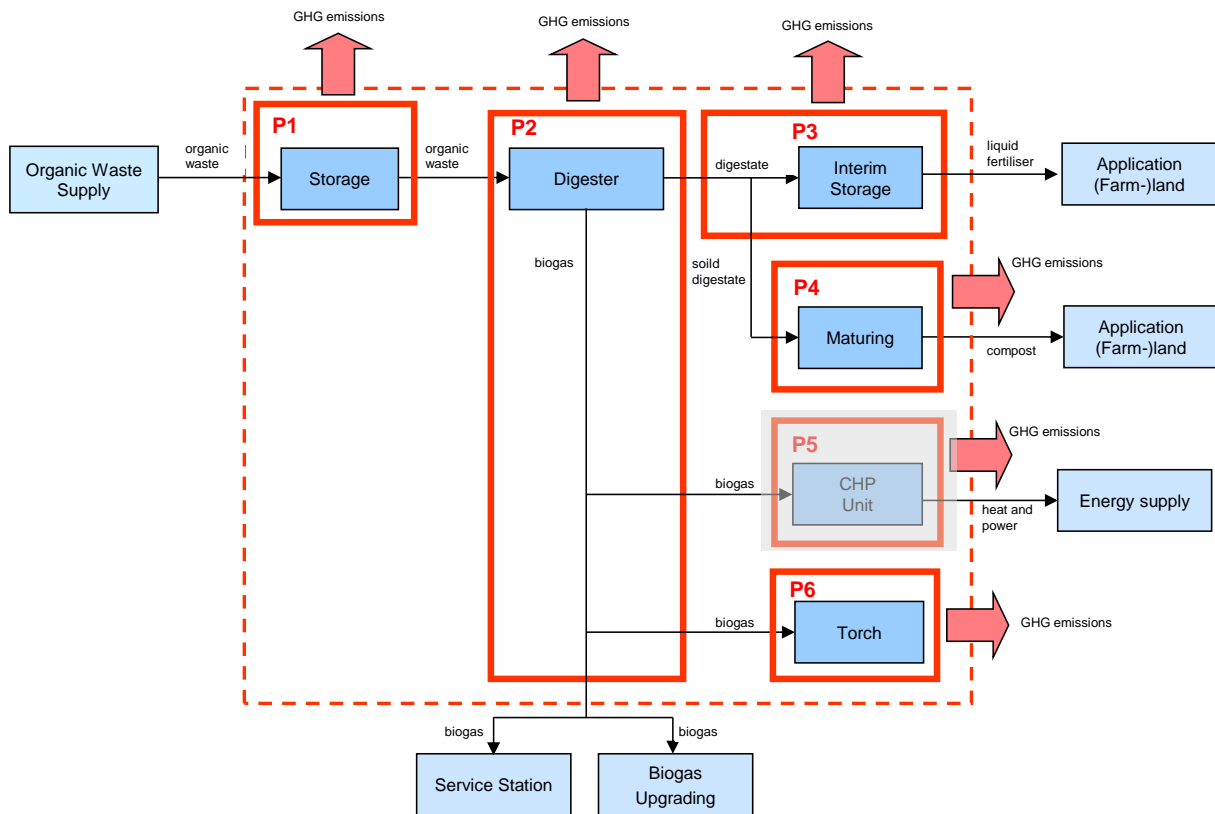 GHG emissions
GHG emissions
GHG emissions
P1
P2
P3
Organic Waste
Supply
organic
waste
Storage
organic
waste
Digester
digestate
Interim
Storage
liquid
fertiliser
Application
(Farm-)land
biogas
soild
digestate
P4
GHG emissions
Maturing
compost
Application
(Farm-)land
P5
GHG emissions
biogas
CHP
Unit
heat and
power
Energy supply
P6
biogas
Torch
GHG emissions
biogas
biogas
Service Station
Biogas
Upgrading